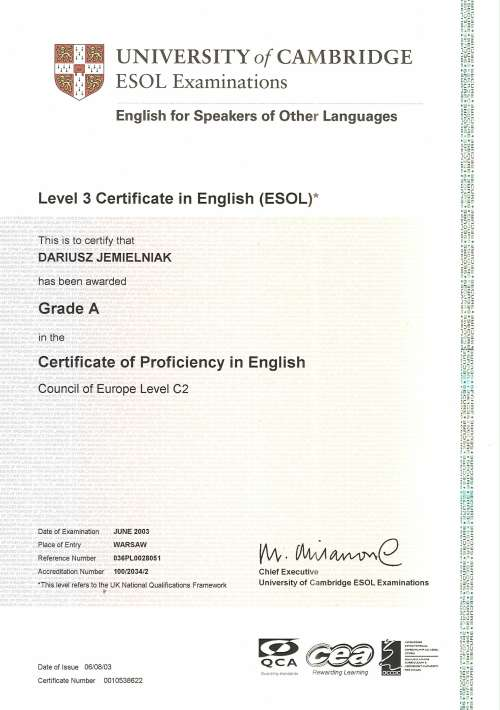 UNIVERSITY of CAMBRIDGE
ESOL Examinations
English for Speakers of Other Languages
Level 3 Certificate in English (ESOL)*
This is to certify that
DARIUSZ JEMIELNIAK
has been awarded
Grade A
in the
Certificate of Proficiency in English
Council of Europe Level C2
Date of Examination JUNE 2003
Place of Entry WARSAW
Reference Number 036PL0028051
Accreditation Number 100/2034/2
*This level refers to the UK National Qualifications Framework
Chief Executive
University of Cambridge ESOL Examinations
QCA
Guarding standards
cea
Rewarding Learning
Date of Issue 06/08/03
Certificate Number 0010538622